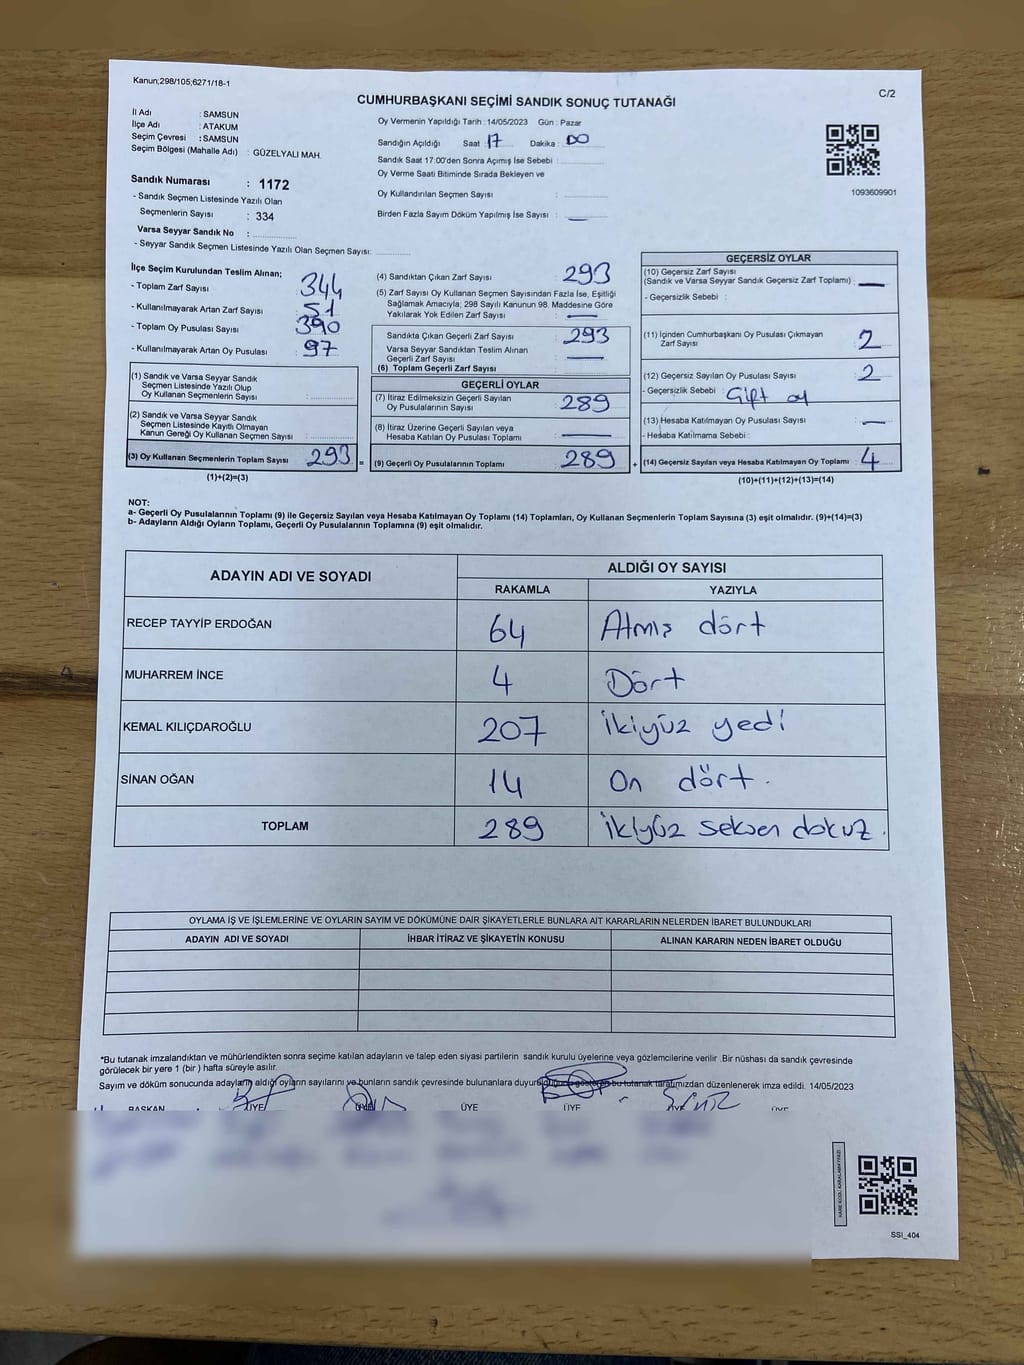 Kanun;298/105;6271/18-1
C/2
CUMHURBAŞKANI SEÇİMİ SANDIK SONUÇ TUTANAĞI
İl Adı : SAMSUN
İlçe Adı : ATAKUM
Seçim Çevresi : SAMSUN
Seçim Bölgesi (Mahalle Adı) : GÜZELYALI MAH.
Sandık Numarası : 1172
- Sandık Seçmen Listesinde Yazılı Olan
Seçmenlerin Sayısı : 334
Varsa Seyyar Sandık No :
- Seyyar Sandık Seçmen Listesinde Yazılı Olan Seçmen Sayısı:
Oy Vermenin Yapıldığı Tarih : 14/05/2023 Gün : Pazar
Sandığın Açıldığı Saat : 17 Dakika : 00
Sandık Saat 17:00'den Sonra Açımış İse Sebebi :
Oy Verme Saati Bitiminde Sırada Bekleyen ve
Oy Kullandırılan Seçmen Sayısı :
Birden Fazla Sayım Döküm Yapılmış İse Sayısı : —
1093609901
İlçe Seçim Kurulundan Teslim Alınan;
- Toplam Zarf Sayısı : 344
- Kullanılmayarak Artan Zarf Sayısı : 51
- Toplam Oy Pusulası Sayısı : 390
- Kullanılmayarak Artan Oy Pusulası : 97
(1) Sandık ve Varsa Seyyar Sandık
Seçmen Listesinde Yazılı Olup
Oy Kullanan Seçmenlerin Sayısı :
(2) Sandık ve Varsa Seyyar Sandık
Seçmen Listesinde Kayıtlı Olmayan
Kanun Gereği Oy Kullanan Seçmen Sayısı :
(3) Oy Kullanan Seçmenlerin Toplam Sayısı : 293 =
(1)+(2)=(3)
(4) Sandıktan Çıkan Zarf Sayısı : 293
(5) Zarf Sayısı Oy Kullanan Seçmen Sayısından Fazla İse, Eşitliği
Sağlamak Amacıyla; 298 Sayılı Kanunun 98. Maddesine Göre
Yakılarak Yok Edilen Zarf Sayısı : —
Sandıkta Çıkan Geçerli Zarf Sayısı : 293
Varsa Seyyar Sandıktan Teslim Alınan
Geçerli Zarf Sayısı : —
(6) Toplam Geçerli Zarf Sayısı :
GEÇERLİ OYLAR
(7) İtiraz Edilmeksizin Geçerli Sayılan
Oy Pusulalarının Sayısı : 289
(8) İtiraz Üzerine Geçerli Sayılan veya
Hesaba Katılan Oy Pusulası Toplamı : —
(9) Geçerli Oy Pusulalarının Toplamı : 289 +
GEÇERSİZ OYLAR
(10) Geçersiz Zarf Sayısı
(Sandık ve Varsa Seyyar Sandık Geçersiz Zarf Toplamı) : —
- Geçersizlik Sebebi :
(11) İçinden Cumhurbaşkanı Oy Pusulası Çıkmayan
Zarf Sayısı : 2
(12) Geçersiz Sayılan Oy Pusulası Sayısı : 2
- Geçersizlik Sebebi : Çift oy
(13) Hesaba Katılmayan Oy Pusulası Sayısı : —
- Hesaba Katılmama Sebebi :
(14) Geçersiz Sayılan veya Hesaba Katılmayan Oy Toplamı : 4
(10)+(11)+(12)+(13)=(14)
NOT:
a- Geçerli Oy Pusulalarının Toplamı (9) ile Geçersiz Sayılan veya Hesaba Katılmayan Oy Toplamı (14) Toplamları, Oy Kullanan Seçmenlerin Toplam Sayısına (3) eşit olmalıdır. (9)+(14)=(3)
b- Adayların Aldığı Oyların Toplamı, Geçerli Oy Pusulalarının Toplamına (9) eşit olmalıdır.
ADAYIN ADI VE SOYADI ALDIĞI OY SAYISI
RAKAMLA YAZIYLA
RECEP TAYYİP ERDOĞAN 64 Atmış dört
MUHARREM İNCE 4 Dört
KEMAL KILIÇDAROĞLU 207 İkiyüz yedi
SİNAN OĞAN 14 On dört.
TOPLAM 289 İkiyüz seksen dokuz.
OYLAMA İŞ VE İŞLEMLERİNE VE OYLARIN SAYIM VE DÖKÜMÜNE DAİR ŞİKAYETLERLE BUNLARA AİT KARARLARIN NELERDEN İBARET BULUNDUKLARI
ADAYIN ADI VE SOYADI İHBAR İTİRAZ VE ŞİKAYETİN KONUSU ALINAN KARARIN NEDEN İBARET OLDUĞU
*Bu tutanak imzalandıktan ve mühürlendikten sonra seçime katılan adayların ve talep eden siyasi partilerin sandık kurulu üyelerine veya gözlemcilerine verilir .Bir nüshası da sandık çevresinde
görülecek bir yere 1 (bir ) hafta süreyle asılır.
Sayım ve döküm sonucunda adayların aldığı oyların sayılarını ve bunların sandık çevresinde bulunanlara duyurulduğunu gösteren bu tutanak tarafımızdan düzenlenerek imza edildi. 14/05/2023
BAŞKAN ÜYE ÜYE ÜYE ÜYE ÜYE ÜYE
SSI_404